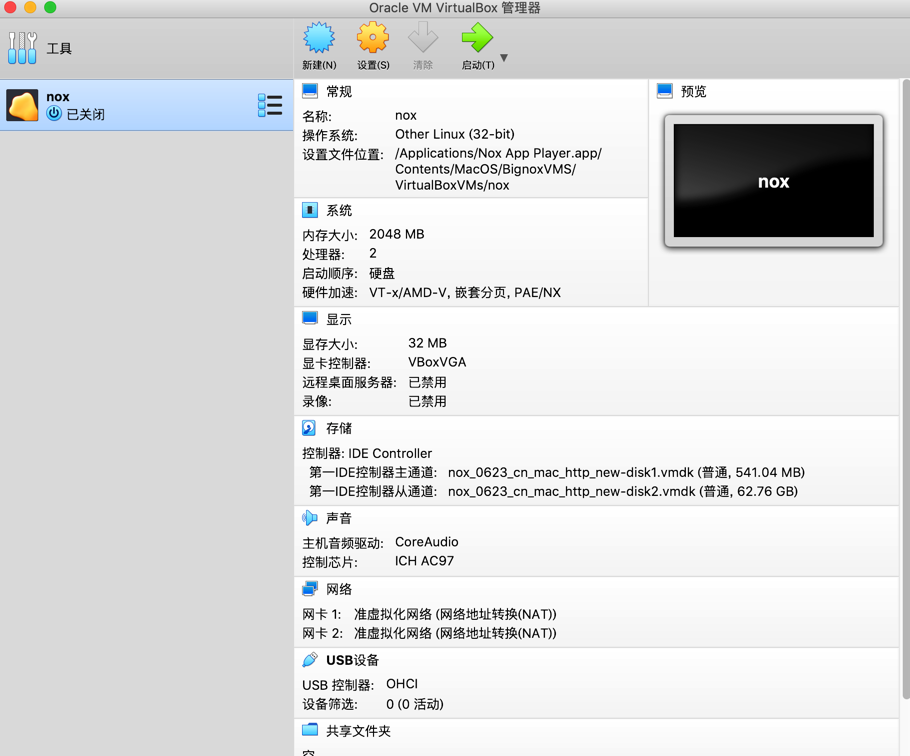 Oracle VM VirtualBox 管理器
工具
新建(N)
设置(S)
清除
启动(T)
nox
已关闭
常规
名称: nox
操作系统: Other Linux (32-bit)
设置文件位置: /Applications/Nox App Player.app/
Contents/MacOS/BignoxVMS/
VirtualBoxVMs/nox
预览
nox
系统
内存大小: 2048 MB
处理器: 2
启动顺序: 硬盘
硬件加速: VT-x/AMD-V, 嵌套分页, PAE/NX
显示
显存大小: 32 MB
显卡控制器: VBoxVGA
远程桌面服务器: 已禁用
录像: 已禁用
存储
控制器: IDE Controller
第一IDE控制器主通道: nox_0623_cn_mac_http_new-disk1.vmdk (普通, 541.04 MB)
第一IDE控制器从通道: nox_0623_cn_mac_http_new-disk2.vmdk (普通, 62.76 GB)
声音
主机音频驱动: CoreAudio
控制芯片: ICH AC97
网络
网卡 1: 准虚拟化网络 (网络地址转换(NAT))
网卡 2: 准虚拟化网络 (网络地址转换(NAT))
USB设备
USB 控制器: OHCI
设备筛选: 0 (0 活动)
共享文件夹